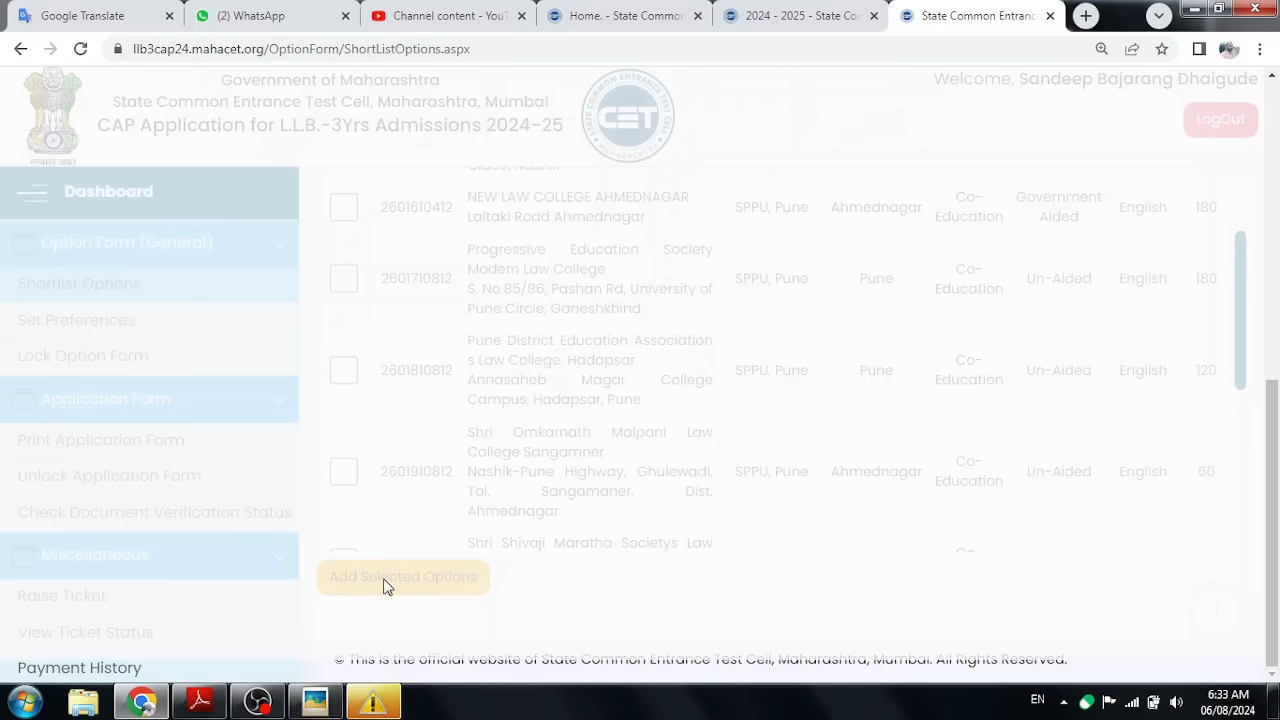 Google Translate
(2) WhatsApp
Channel content - YouT
Home. - State Common
2024 - 2025 - State Co
State Common Entranc
llb3cap24.mahacet.org/OptionForm/ShortListOptions.aspx
Government of Maharashtra
State Common Entrance Test Cell, Maharashtra, Mumbai
CAP Application for L.L.B.-3Yrs Admissions 2024-25
CET
Welcome, Sandeep Bajarang Dhaigude
LogOut
Dashboard
Option Form (General)
Shortlist Options
Set Preferences
Lock Option Form
Application Form
Print Application Form
Unlock Application Form
Check Document Verification Status
Miscellaneous
Raise Ticket
View Ticket Status
Payment History
2601610412 NEW LAW COLLEGE AHMEDNAGAR SPPU, Pune Ahmednagar Co- Government English 180
Laltaki Road Ahmednagar Education Aided
Progressive Education Society
Modern Law College
2601710812 S. No.85/86, Pashan Rd, University of SPPU, Pune Pune Co- Un-Aided English 180
Pune Circle, Ganeshkhind Education
Pune District Education Association
s Law College. Hadapsar
2601810812 Annasaheb Magar College SPPU, Pune Pune Co- Un-Aided English 120
Campus, Hadapsar, Pune Education
Shri Omkarnath Malpani Law
College Sangamner
2601910812 Nashik-Pune Highway, Ghulewadi, SPPU, Pune Ahmednagar Co- Un-Aided English 60
Tal. Sangamaner, Dist. Education
Ahmednagar
Shri Shivaji Maratha Societys Law
Add Selected Options
© This is the official website of State Common Entrance Test Cell, Maharashtra, Mumbai. All Rights Reserved.
EN
6:33 AM
06/08/2024